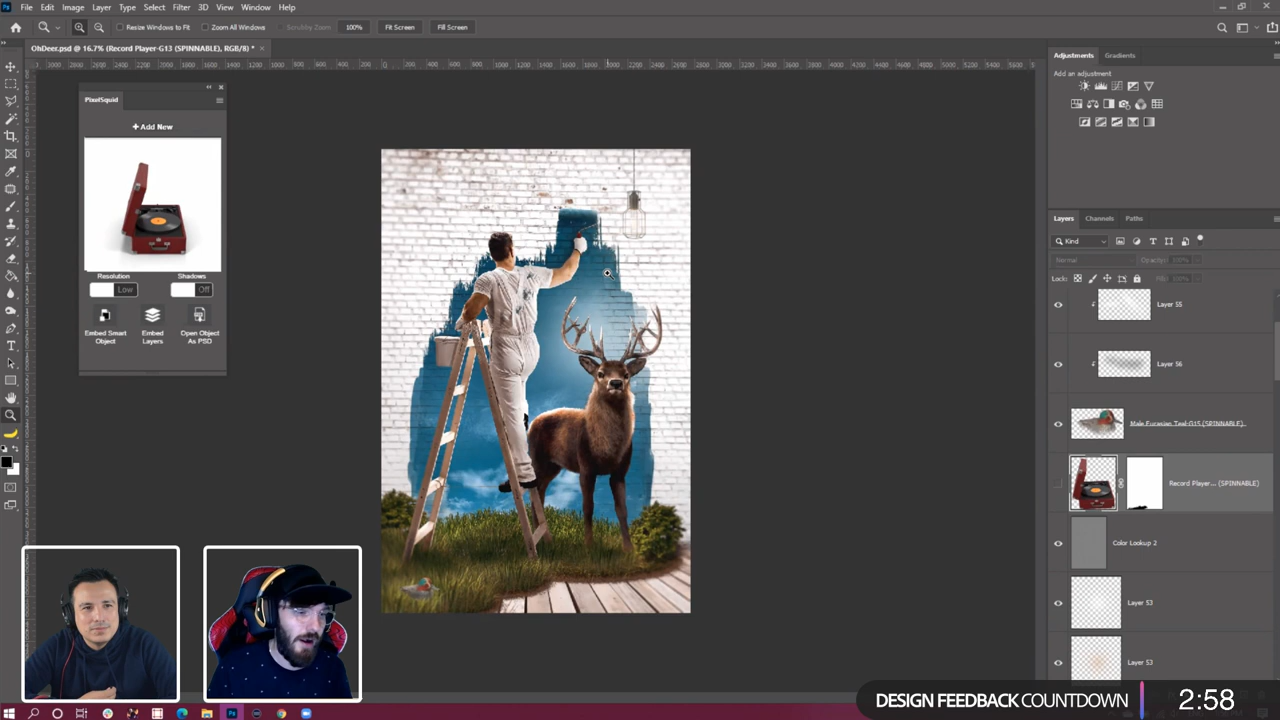 Ps File Edit Image Layer Type Select Filter 3D View Window Help
Resize Windows to Fit Zoom All Windows Scrubby Zoom 100% Fit Screen Fill Screen
OhDeer.psd @ 16.7% (Record Player-G13 (SPINNABLE), RGB/8) *
PixelSquid
+ Add New
Resolution Shadows
Low Off
Embed Smart Object
Embed Layers
Open Object As PSD
Adjustments Gradients
Add an adjustment
Layers Channels Paths
Kind
Normal Opacity:
Lock:
Layer 55
Layer 56
Male Eurasian Teal-G15 (SPINNABLE)...
Record Player... (SPINNABLE)
Color Lookup 2
Layer 53
Layer 53
DESIGN FEEDBACK COUNTDOWN 2:58
Ps